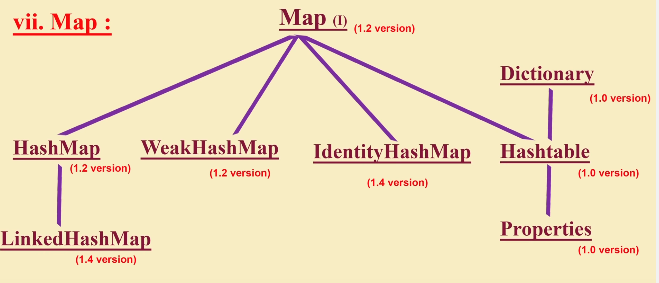 vii. Map :
Map (I) (1.2 version)
Dictionary
(1.0 version)
HashMap
(1.2 version)
WeakHashMap
(1.2 version)
IdentityHashMap
(1.4 version)
Hashtable
(1.0 version)
LinkedHashMap
(1.4 version)
Properties
(1.0 version)